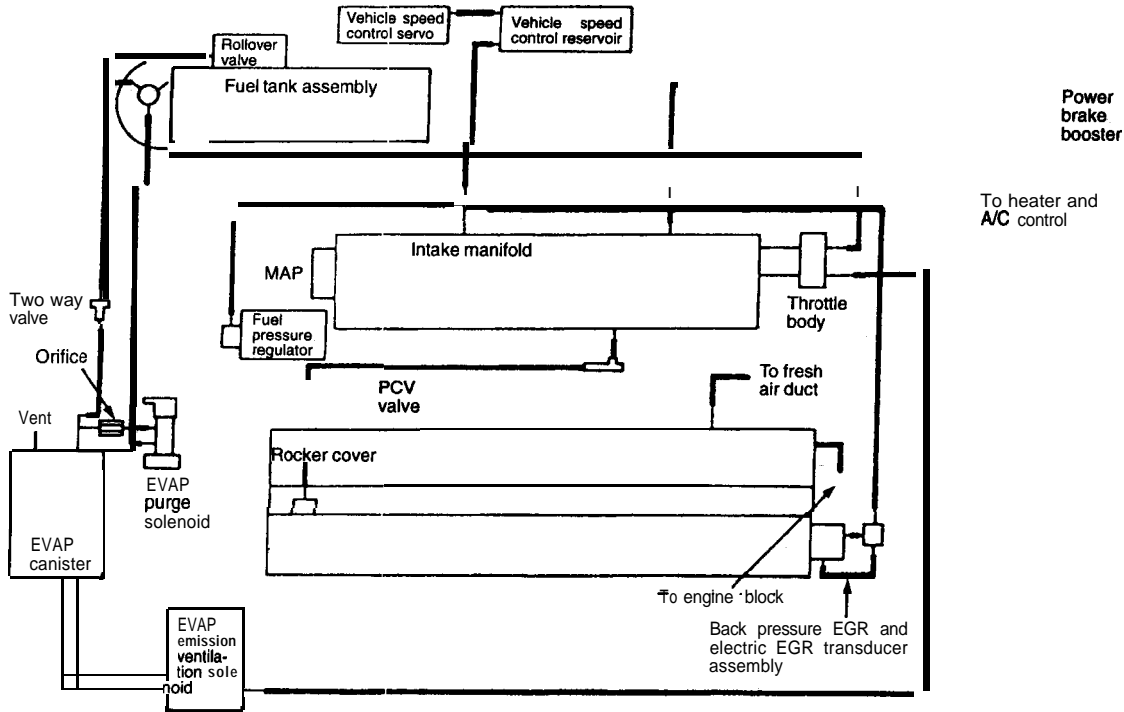 Vehicle speed
control servo
Vehicle speed
control reservoir
Rollover
valve
Fuel tank assembly
Power
brake
booster
To heater and
A/C control
Intake manifold
MAP
Throttle
body
Two way
valve
Fuel
pressure
regulator
Orifice
PCV
valve
To fresh
air duct
Vent
Rocker cover
EVAP
purge
solenoid
EVAP
canister
To engine block
Back pressure EGR and
electric EGR transducer
assembly
EVAP
emission
ventila-
tion sole
noid